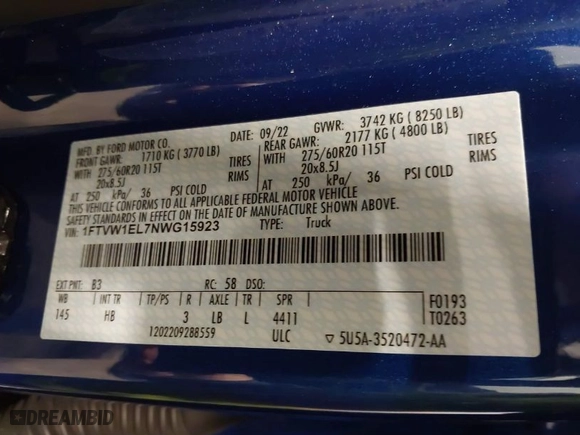 MFD. BY FORD MOTOR CO.
DATE: 09/22
GVWR: 3742 KG ( 8250 LB)
FRONT GAWR: 1710 KG (3770 LB)
REAR GAWR: 2177 KG ( 4800 LB)
WITH 275/60R20 115T TIRES
275/60R20 115T TIRES
20x8.5J RIMS
20x8.5J RIMS
AT 250 kPa/ 36 PSI COLD
AT 250 kPa/ 36 PSI COLD
THIS VEHICLE CONFORMS TO ALL APPLICABLE FEDERAL MOTOR VEHICLE
SAFETY STANDARDS IN EFFECT ON THE DATE OF MANUFACTURE SHOWN ABOVE.
VIN: 1FTVW1EL7NWG15923
TYPE: Truck
EXT PNT: B3 RC: 58 DSO:
WB INT TR TP/PS R AXLE TR SPR
145 HB 3 LB L 4411
F0193
T0263
1202209288559 ULC
▽ 5U5A-3520472-AA
DREAMBID